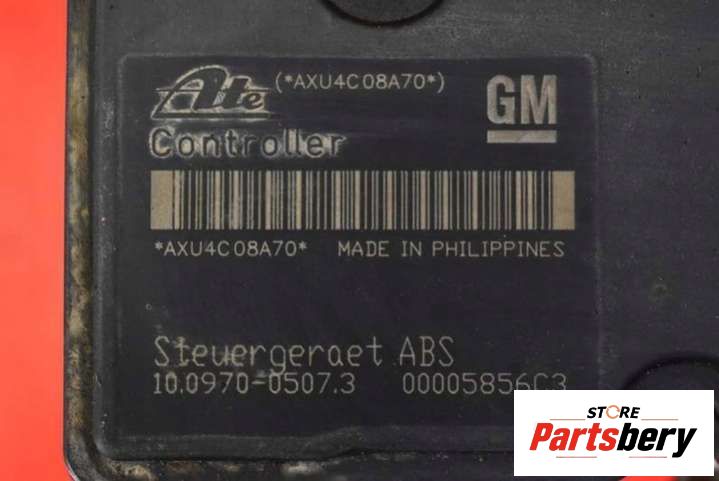 Ate (*AXU4C08A70*) GM
Controller
*AXU4C08A70* MADE IN PHILIPPINES
Steuergeraet ABS
10.0970-0507.3 00005856C3
STORE
Partsbery